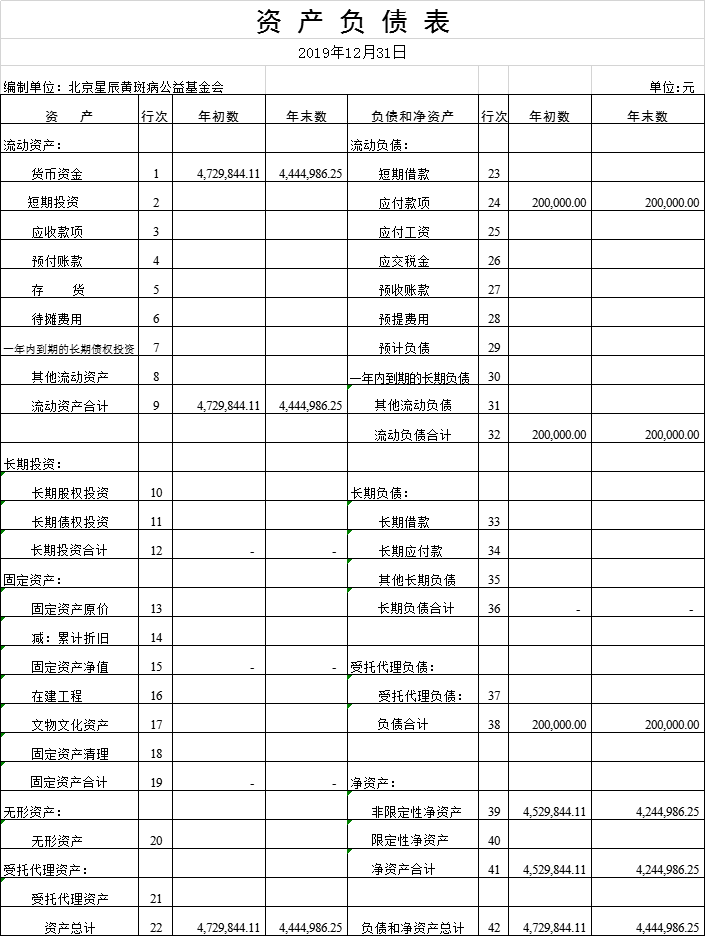 资 产 负 债 表
2019年12月31日
编制单位：北京星辰黄斑病公益基金会 单位:元
资 产 行次 年初数 年末数 负债和净资产 行次 年初数 年末数
流动资产： 流动负债：
货币资金 1 4,729,844.11 4,444,986.25 短期借款 23
短期投资 2 应付款项 24 200,000.00 200,000.00
应收款项 3 应付工资 25
预付账款 4 应交税金 26
存 货 5 预收账款 27
待摊费用 6 预提费用 28
一年内到期的长期债权投资 7 预计负债 29
其他流动资产 8 一年内到期的长期负债 30
流动资产合计 9 4,729,844.11 4,444,986.25 其他流动负债 31
流动负债合计 32 200,000.00 200,000.00
长期投资：
长期股权投资 10 长期负债：
长期债权投资 11 长期借款 33
长期投资合计 12 - - 长期应付款 34
固定资产： 其他长期负债 35
固定资产原价 13 长期负债合计 36 - -
减：累计折旧 14
固定资产净值 15 - - 受托代理负债：
在建工程 16 受托代理负债： 37
文物文化资产 17 负债合计 38 200,000.00 200,000.00
固定资产清理 18
固定资产合计 19 - - 净资产：
无形资产： 非限定性净资产 39 4,529,844.11 4,244,986.25
无形资产 20 限定性净资产 40
受托代理资产： 净资产合计 41 4,529,844.11 4,244,986.25
受托代理资产 21
资产总计 22 4,729,844.11 4,444,986.25 负债和净资产总计 42 4,729,844.11 4,444,986.25